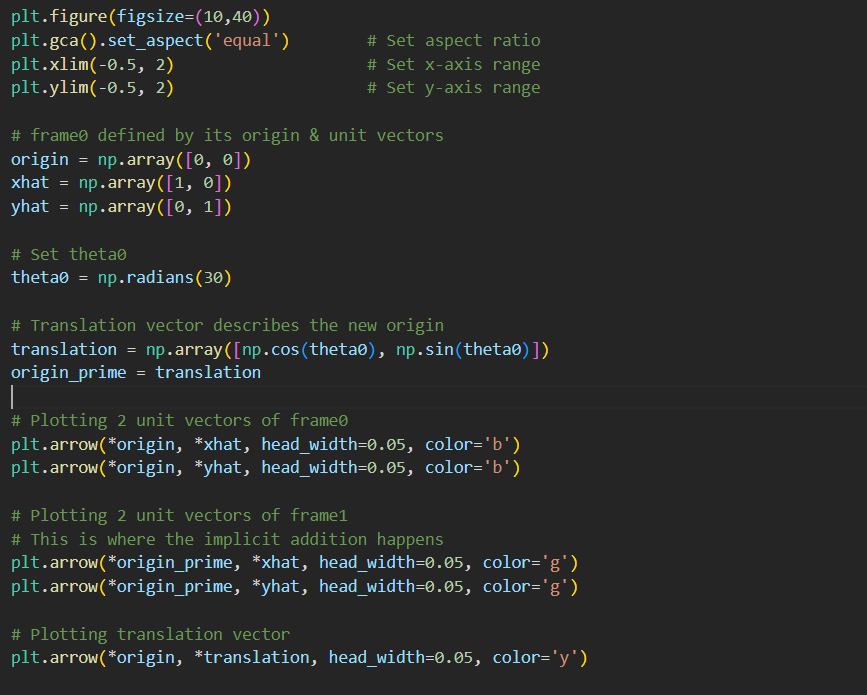 plt.figure(figsize=(10,40))
plt.gca().set_aspect('equal')        # Set aspect ratio
plt.xlim(-0.5, 2)                    # Set x-axis range
plt.ylim(-0.5, 2)                    # Set y-axis range

# frame0 defined by its origin & unit vectors
origin = np.array([0, 0])
xhat = np.array([1, 0])
yhat = np.array([0, 1])

# Set theta0
theta0 = np.radians(30)

# Translation vector describes the new origin
translation = np.array([np.cos(theta0), np.sin(theta0)])
origin_prime = translation

# Plotting 2 unit vectors of frame0
plt.arrow(*origin, *xhat, head_width=0.05, color='b')
plt.arrow(*origin, *yhat, head_width=0.05, color='b')

# Plotting 2 unit vectors of frame1
# This is where the implicit addition happens
plt.arrow(*origin_prime, *xhat, head_width=0.05, color='g')
plt.arrow(*origin_prime, *yhat, head_width=0.05, color='g')

# Plotting translation vector
plt.arrow(*origin, *translation, head_width=0.05, color='y')